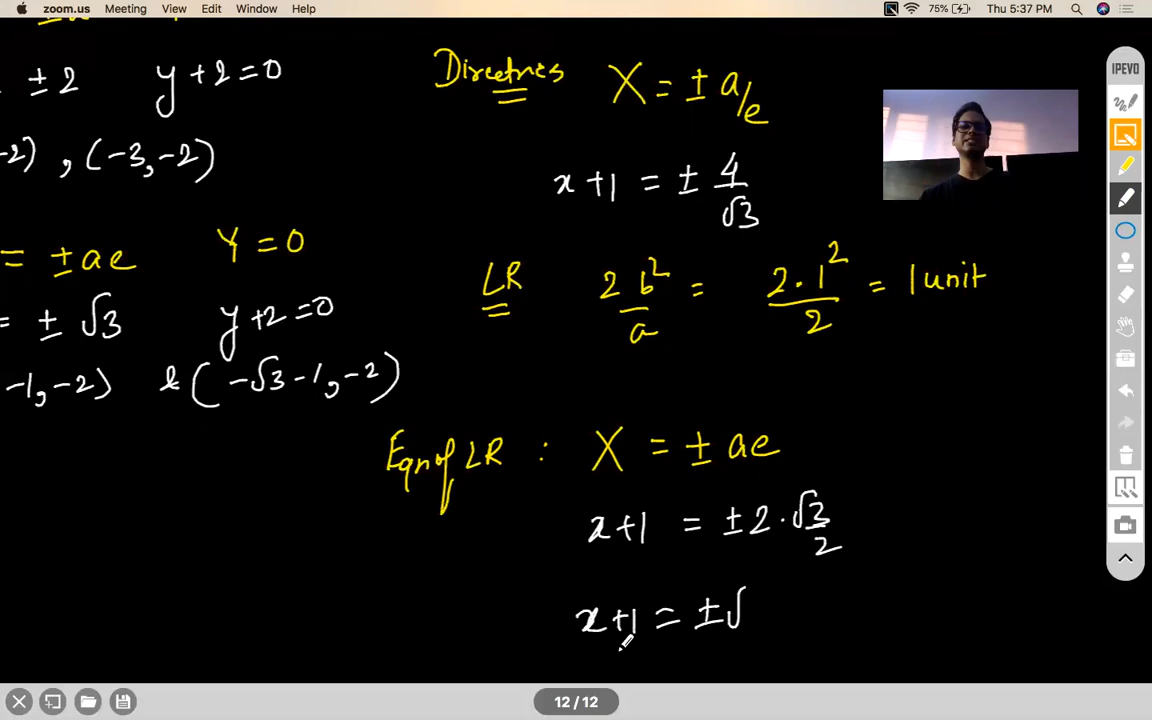 zoom.us Meeting View Edit Window Help 75% Thu 5:37 PM
± 2 y+2=0
-2) , (-3,-2)
= ±ae Y = 0
= ± √3 y+2=0
-1, -2) & (-√3-1, -2)
Directrices X = ± a/e
x+1 = ± 4/√3
LR 2b²/a = 2·1²/2 = 1 unit
Eqn of LR : X = ± ae
x+1 = ±2·√3/2
x+1 = ±√
IPEVO
12 / 12